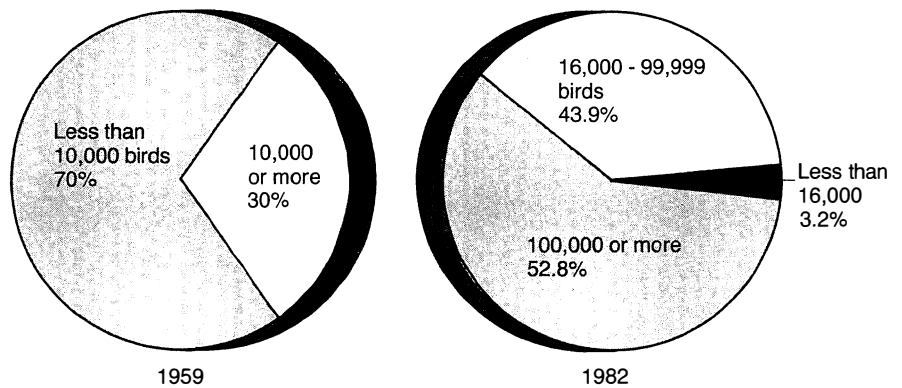 Less than
10,000 birds
70%
10,000
or more
30%
1959
16,000 - 99,999
birds
43.9%
Less than
16,000
3.2%
100,000 or more
52.8%
1982